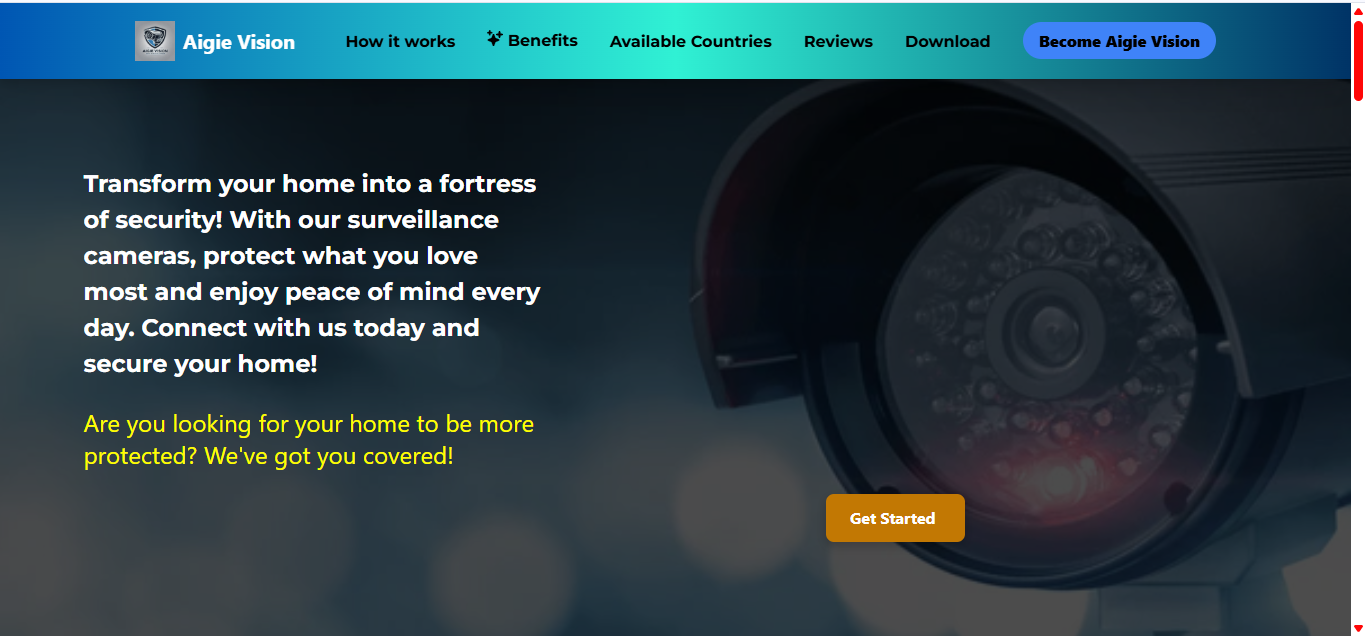 Aigie Vision
How it works
Benefits
Available Countries
Reviews
Download
Become Aigie Vision
Transform your home into a fortress
of security! With our surveillance
cameras, protect what you love
most and enjoy peace of mind every
day. Connect with us today and
secure your home!
Are you looking for your home to be more
protected? We've got you covered!
Get Started